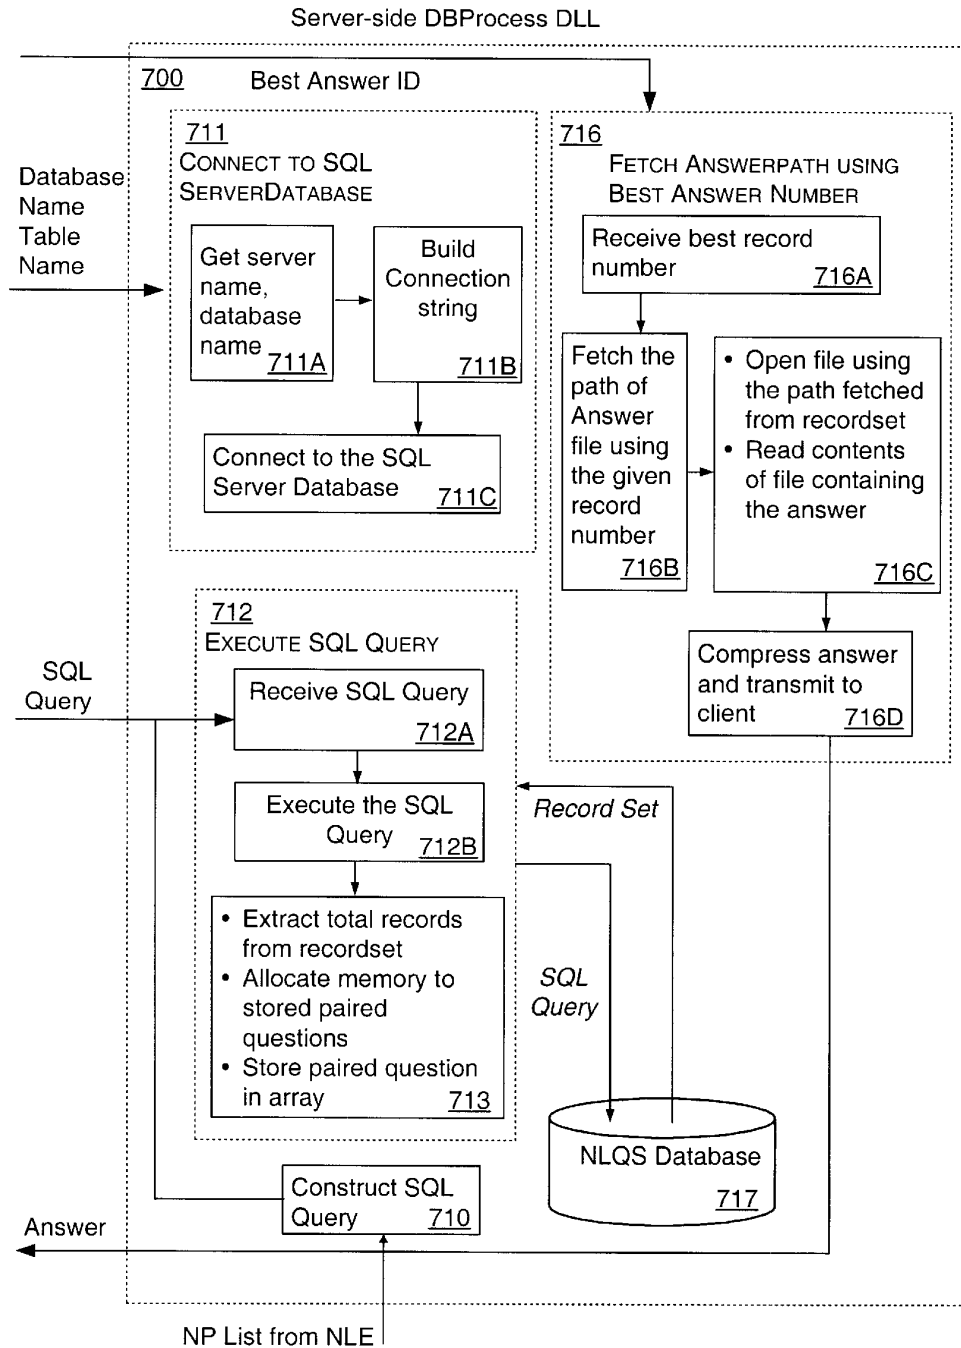 Server-side DBProcess DLL
700
Best Answer ID
711
CONNECT TO SQL
SERVERDATABASE
Database
Name
Table
Name
Get server
name,
database
name
711A
Build
Connection
string
711B
Connect to the SQL
Server Database
711C
716
FETCH ANSWERPATH USING
BEST ANSWER NUMBER
Receive best record
number
716A
Fetch the
path of
Answer
file using
the given
record
number
716B
• Open file using
the path fetched
from recordset
• Read contents
of file containing
the answer
716C
Compress answer
and transmit to
client
716D
712
EXECUTE SQL QUERY
SQL
Query
Receive SQL Query
712A
Execute the SQL
Query
712B
• Extract total records
from recordset
• Allocate memory to
stored paired
questions
• Store paired question
in array
713
Record Set
SQL
Query
NLQS Database
717
Construct SQL
Query
710
Answer
NP List from NLE